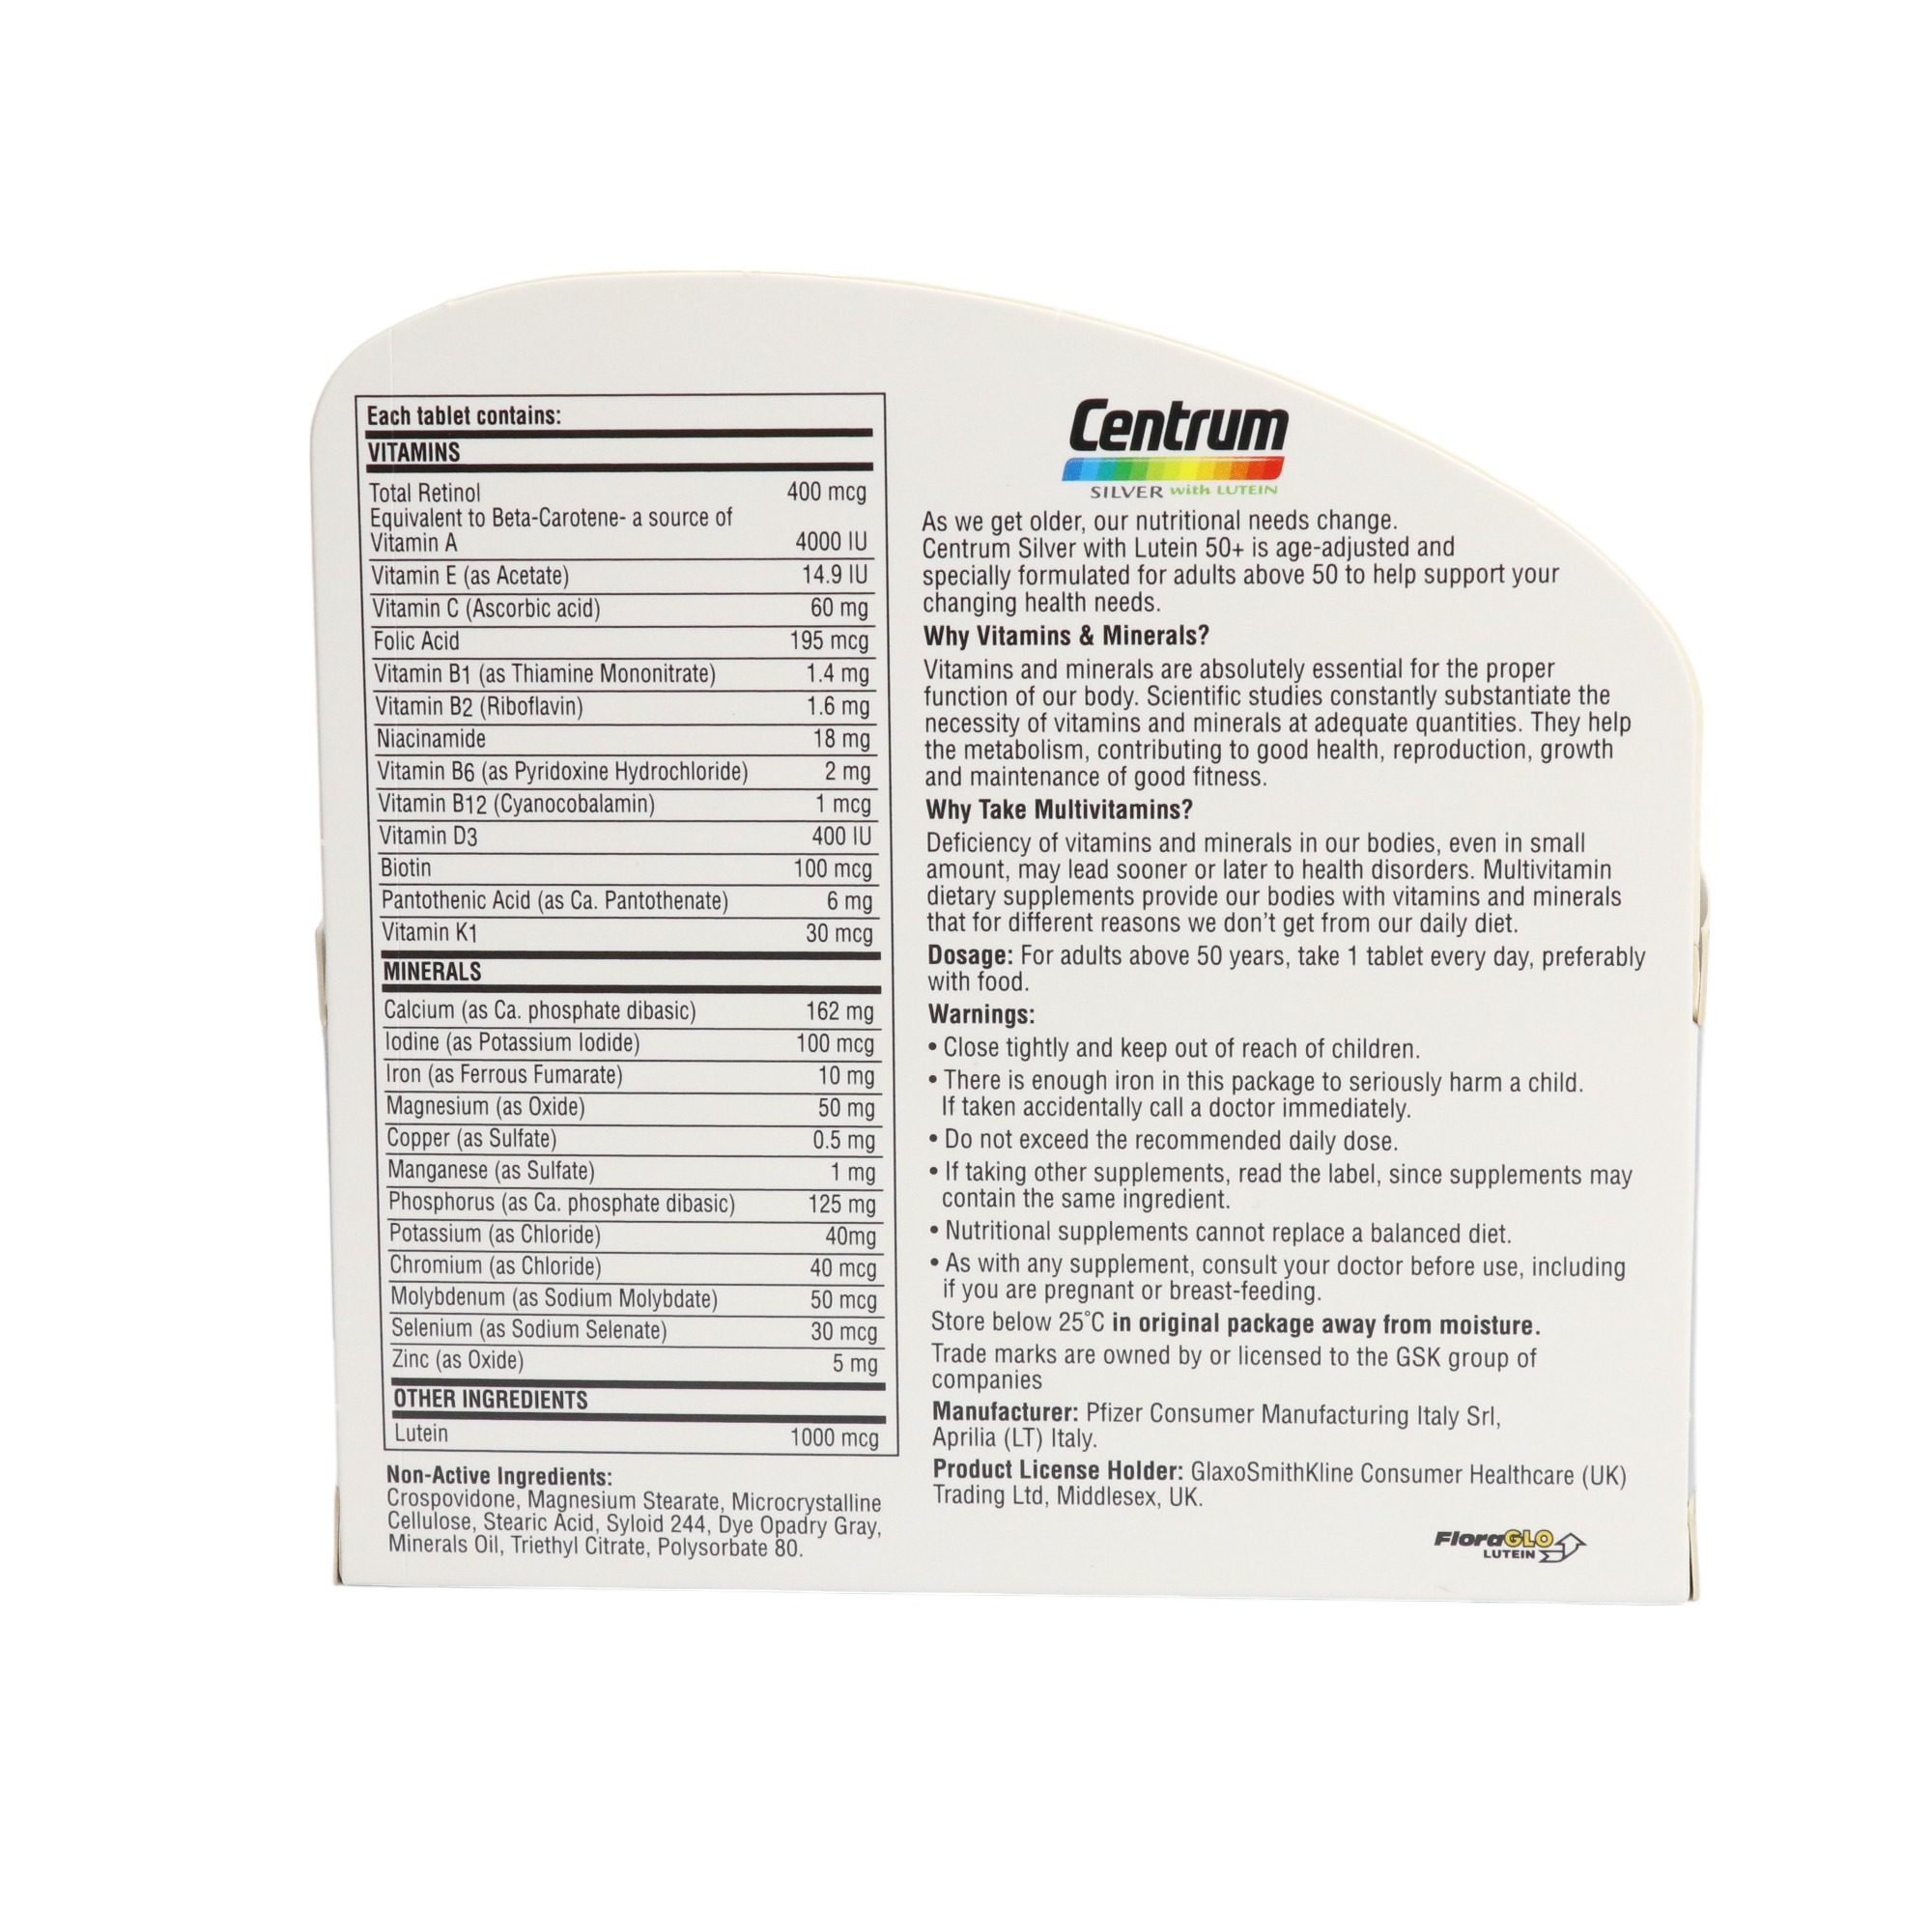 Each tablet contains:
VITAMINS
Total Retinol 400 mcg
Equivalent to Beta-Carotene- a source of
Vitamin A 4000 IU
Vitamin E (as Acetate) 14.9 IU
Vitamin C (Ascorbic acid) 60 mg
Folic Acid 195 mcg
Vitamin B1 (as Thiamine Mononitrate) 1.4 mg
Vitamin B2 (Riboflavin) 1.6 mg
Niacinamide 18 mg
Vitamin B6 (as Pyridoxine Hydrochloride) 2 mg
Vitamin B12 (Cyanocobalamin) 1 mcg
Vitamin D3 400 IU
Biotin 100 mcg
Pantothenic Acid (as Ca. Pantothenate) 6 mg
Vitamin K1 30 mcg
MINERALS
Calcium (as Ca. phosphate dibasic) 162 mg
Iodine (as Potassium Iodide) 100 mcg
Iron (as Ferrous Fumarate) 10 mg
Magnesium (as Oxide) 50 mg
Copper (as Sulfate) 0.5 mg
Manganese (as Sulfate) 1 mg
Phosphorus (as Ca. phosphate dibasic) 125 mg
Potassium (as Chloride) 40mg
Chromium (as Chloride) 40 mcg
Molybdenum (as Sodium Molybdate) 50 mcg
Selenium (as Sodium Selenate) 30 mcg
Zinc (as Oxide) 5 mg
OTHER INGREDIENTS
Lutein 1000 mcg
Non-Active Ingredients:
Crospovidone, Magnesium Stearate, Microcrystalline
Cellulose, Stearic Acid, Syloid 244, Dye Opadry Gray,
Minerals Oil, Triethyl Citrate, Polysorbate 80.
Centrum
SILVER with LUTEIN
As we get older, our nutritional needs change.
Centrum Silver with Lutein 50+ is age-adjusted and
specially formulated for adults above 50 to help support your
changing health needs.
Why Vitamins & Minerals?
Vitamins and minerals are absolutely essential for the proper
function of our body. Scientific studies constantly substantiate the
necessity of vitamins and minerals at adequate quantities. They help
the metabolism, contributing to good health, reproduction, growth
and maintenance of good fitness.
Why Take Multivitamins?
Deficiency of vitamins and minerals in our bodies, even in small
amount, may lead sooner or later to health disorders. Multivitamin
dietary supplements provide our bodies with vitamins and minerals
that for different reasons we don't get from our daily diet.
Dosage: For adults above 50 years, take 1 tablet every day, preferably
with food.
Warnings:
• Close tightly and keep out of reach of children.
• There is enough iron in this package to seriously harm a child.
If taken accidentally call a doctor immediately.
• Do not exceed the recommended daily dose.
• If taking other supplements, read the label, since supplements may
contain the same ingredient.
• Nutritional supplements cannot replace a balanced diet.
• As with any supplement, consult your doctor before use, including
if you are pregnant or breast-feeding.
Store below 25°C in original package away from moisture.
Trade marks are owned by or licensed to the GSK group of
companies
Manufacturer: Pfizer Consumer Manufacturing Italy Srl,
Aprilia (LT) Italy.
Product License Holder: GlaxoSmithKline Consumer Healthcare (UK)
Trading Ltd, Middlesex, UK.
FloraGLO
LUTEIN